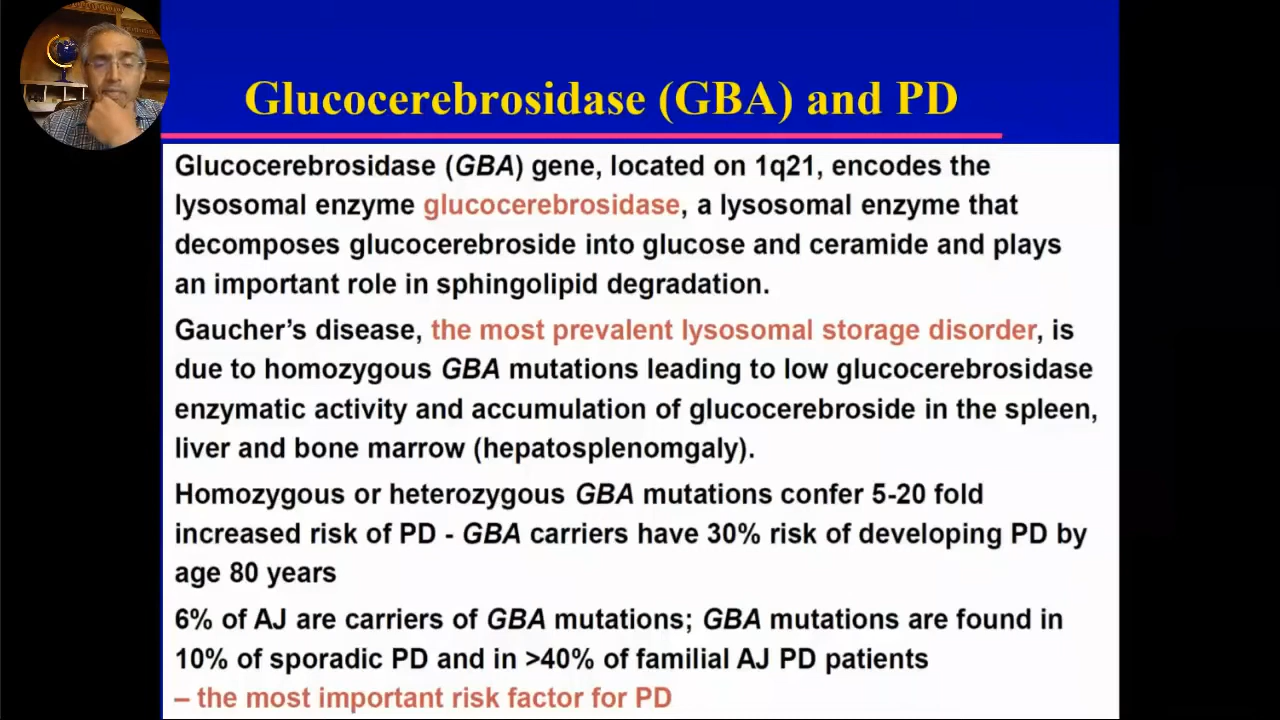 Glucocerebrosidase (GBA) and PD
Glucocerebrosidase (GBA) gene, located on 1q21, encodes the
lysosomal enzyme glucocerebrosidase, a lysosomal enzyme that
decomposes glucocerebroside into glucose and ceramide and plays
an important role in sphingolipid degradation.
Gaucher's disease, the most prevalent lysosomal storage disorder, is
due to homozygous GBA mutations leading to low glucocerebrosidase
enzymatic activity and accumulation of glucocerebroside in the spleen,
liver and bone marrow (hepatosplenomgaly).
Homozygous or heterozygous GBA mutations confer 5-20 fold
increased risk of PD - GBA carriers have 30% risk of developing PD by
age 80 years
6% of AJ are carriers of GBA mutations; GBA mutations are found in
10% of sporadic PD and in >40% of familial AJ PD patients
– the most important risk factor for PD